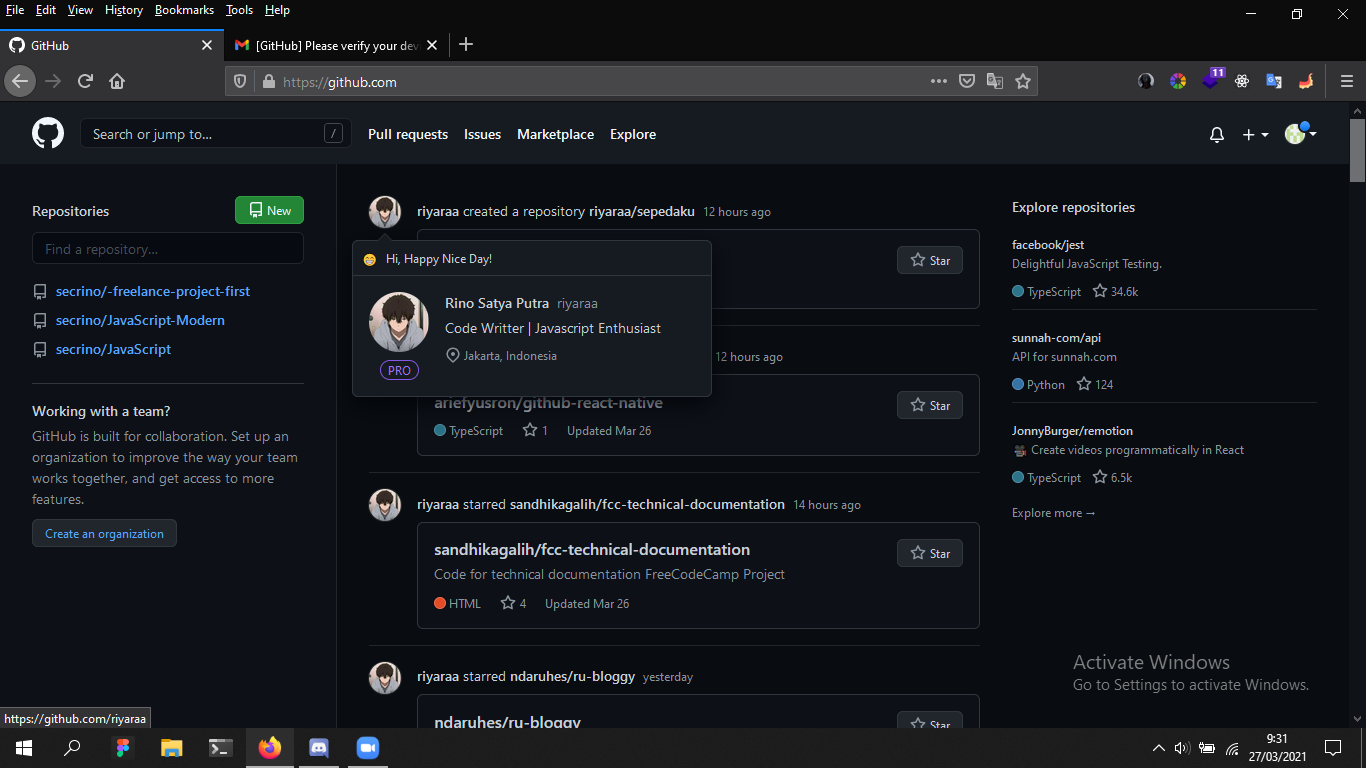 File Edit View History Bookmarks Tools Help
GitHub
[GitHub] Please verify your dev
https://github.com
11
Search or jump to... /
Pull requests Issues Marketplace Explore
Repositories
New
Find a repository...
secrino/-freelance-project-first
secrino/JavaScript-Modern
secrino/JavaScript
Working with a team?
GitHub is built for collaboration. Set up an
organization to improve the way your team
works together, and get access to more
features.
Create an organization
riyaraa created a repository riyaraa/sepedaku 12 hours ago
Star
Hi, Happy Nice Day!
Rino Satya Putra riyaraa
Code Writter | Javascript Enthusiast
Jakarta, Indonesia
PRO
12 hours ago
ariefyusron/github-react-native
Star
TypeScript 1 Updated Mar 26
riyaraa starred sandhikagalih/fcc-technical-documentation 14 hours ago
sandhikagalih/fcc-technical-documentation
Star
Code for technical documentation FreeCodeCamp Project
HTML 4 Updated Mar 26
riyaraa starred ndaruhes/ru-bloggy yesterday
ndaruhes/ru-bloggy
Star
Explore repositories
facebook/jest
Delightful JavaScript Testing.
TypeScript 34.6k
sunnah-com/api
API for sunnah.com
Python 124
JonnyBurger/remotion
Create videos programmatically in React
TypeScript 6.5k
Explore more →
Activate Windows
Go to Settings to activate Windows.
https://github.com/riyaraa
9:31
27/03/2021